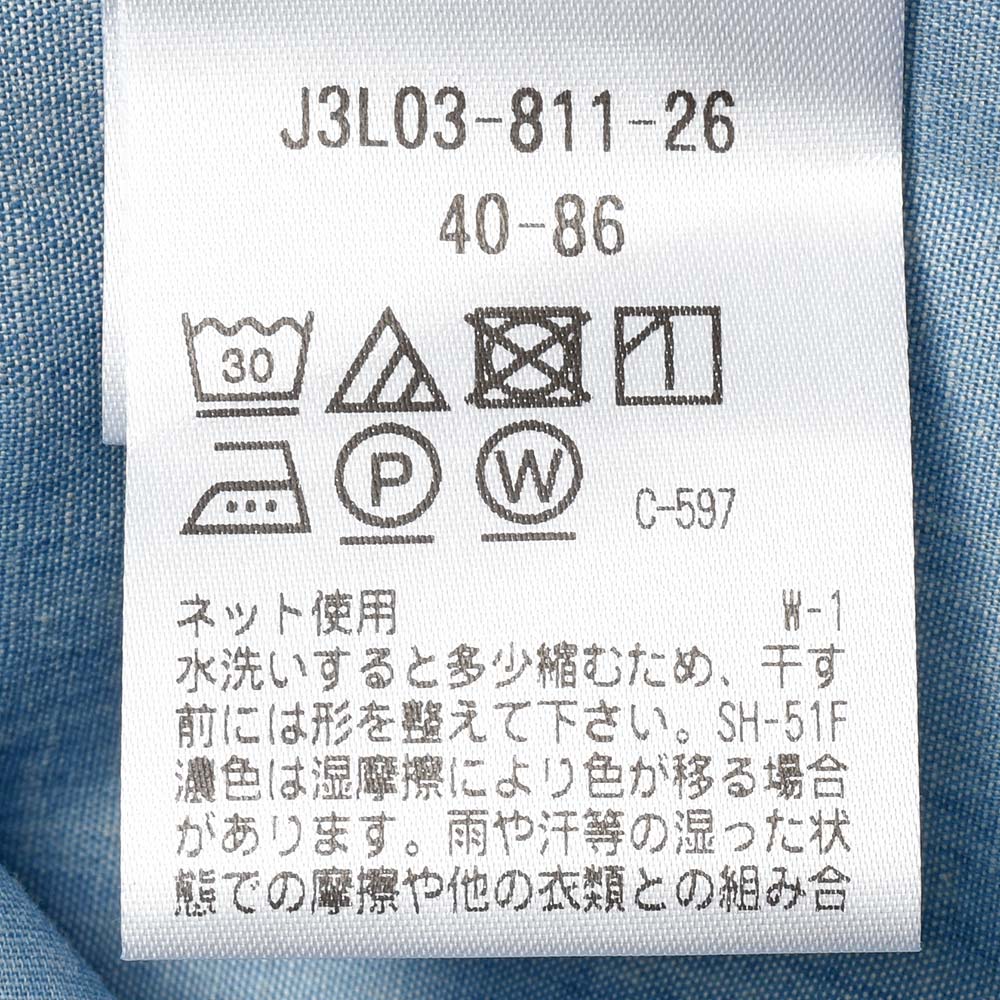 J3L03-811-26
40-86
30
P W C-597
ネット使用 W-1
水洗いすると多少縮むため、干す
前には形を整えて下さい。SH-51F
濃色は湿摩擦により色が移る場合
があります。雨や汗等の湿った状
態での摩擦や他の衣類との組み合